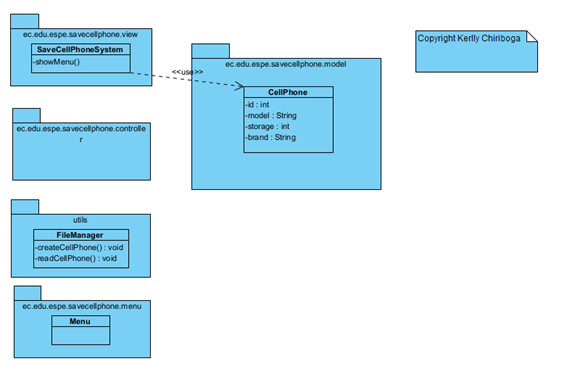 ec.edu.espe.savecellphone.view
SaveCellPhoneSystem
-showMenu()
<<use>>
ec.edu.espe.savecellphone.model
CellPhone
-id : int
-model : String
-storage : int
-brand : String
Copyright Kerlly Chiriboga
ec.edu.espe.savecellphone.controlle
r
utils
FileManager
-createCellPhone() : void
-readCellPhone() : void
ec.edu.espe.savecellphone.menu
Menu